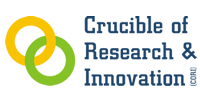 Crucible of
Research &
Innovation (CORI)